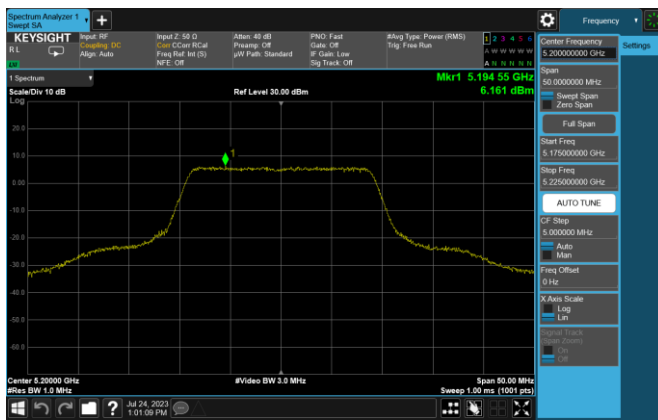 Spectrum Analyzer 1
Swept SA
+
Frequency
KEYSIGHT
RL
Input: RF
Coupling: DC
Align: Auto
Input Z: 50 Ω
Corr CCorr RCal
Freq Ref: Int (S)
NFE: Off
Atten: 40 dB
Preamp: Off
µW Path: Standard
PNO: Fast
Gate: Off
IF Gain: Low
Sig Track: Off
#Avg Type: Power (RMS)
Trig: Free Run
1 2 3 4 5 6
A W W W W W
A N N N N N
1 Spectrum
Scale/Div 10 dB
Log
Ref Level 30.00 dBm
Mkr1 5.194 55 GHz
6.161 dBm
1
20.0
10.0
0.00
-10.0
-20.0
-30.0
-40.0
-50.0
-60.0
Center 5.20000 GHz
#Res BW 1.0 MHz
#Video BW 3.0 MHz
Span 50.00 MHz
Sweep 1.00 ms (1001 pts)
Center Frequency
5.200000000 GHz
Settings
Span
50.0000000 MHz
Swept Span
Zero Span
Full Span
Start Freq
5.175000000 GHz
Stop Freq
5.225000000 GHz
AUTO TUNE
CF Step
5.000000 MHz
Auto
Man
Freq Offset
0 Hz
X Axis Scale
Log
Lin
Signal Track
(Span Zoom)
On
Off
?
Jul 24, 2023
1:01:09 PM